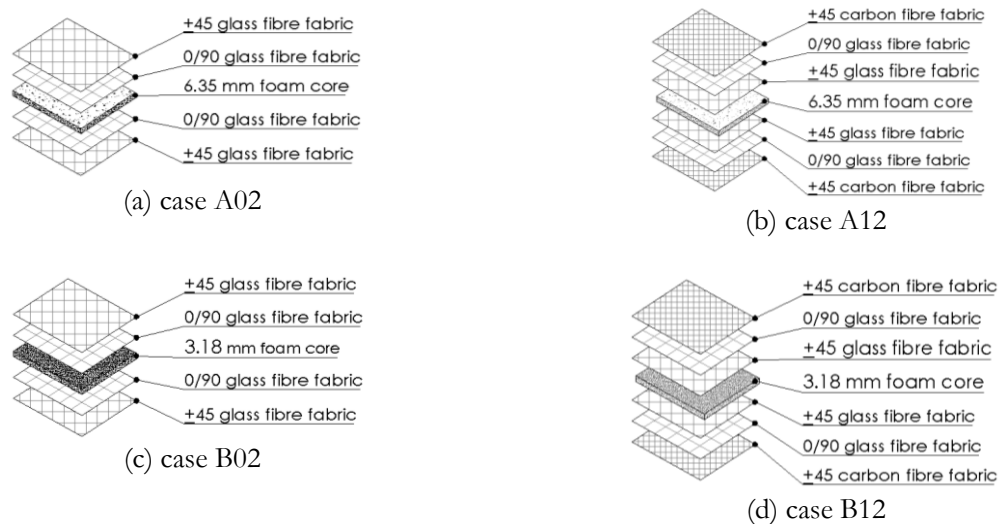 ±45 glass fibre fabric
0/90 glass fibre fabric
6.35 mm foam core
0/90 glass fibre fabric
±45 glass fibre fabric
(a) case A02
±45 carbon fibre fabric
0/90 glass fibre fabric
±45 glass fibre fabric
6.35 mm foam core
±45 glass fibre fabric
0/90 glass fibre fabric
±45 carbon fibre fabric
(b) case A12
±45 glass fibre fabric
0/90 glass fibre fabric
3.18 mm foam core
0/90 glass fibre fabric
±45 glass fibre fabric
(c) case B02
±45 carbon fibre fabric
0/90 glass fibre fabric
±45 glass fibre fabric
3.18 mm foam core
±45 glass fibre fabric
0/90 glass fibre fabric
±45 carbon fibre fabric
(d) case B12